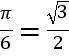 π/6 = √3/2